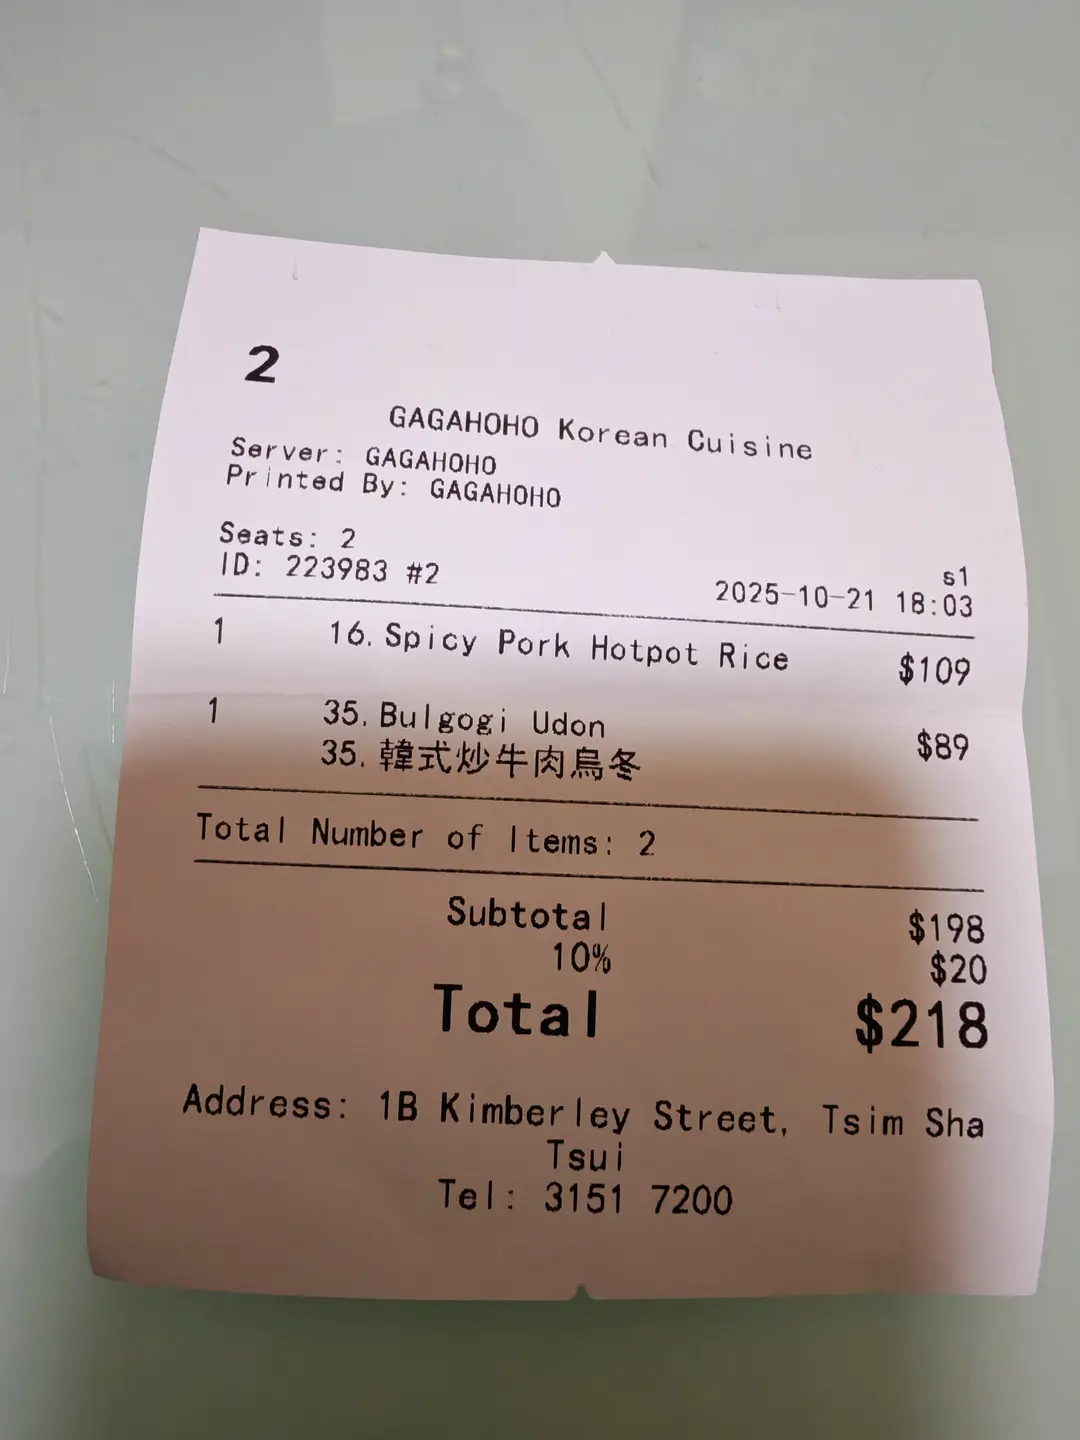 2
GAGAHOHO Korean Cuisine
Server: GAGAHOHO
Printed By: GAGAHOHO
Seats: 2
s1
ID: 223983 #2 2025-10-21 18:03
1 16. Spicy Pork Hotpot Rice $109
1 35. Bulgogi Udon $89
35. 韓式炒牛肉烏冬
Total Number of Items: 2
Subtotal $198
10% $20
Total $218
Address: 1B Kimberley Street, Tsim Sha
Tsui
Tel: 3151 7200